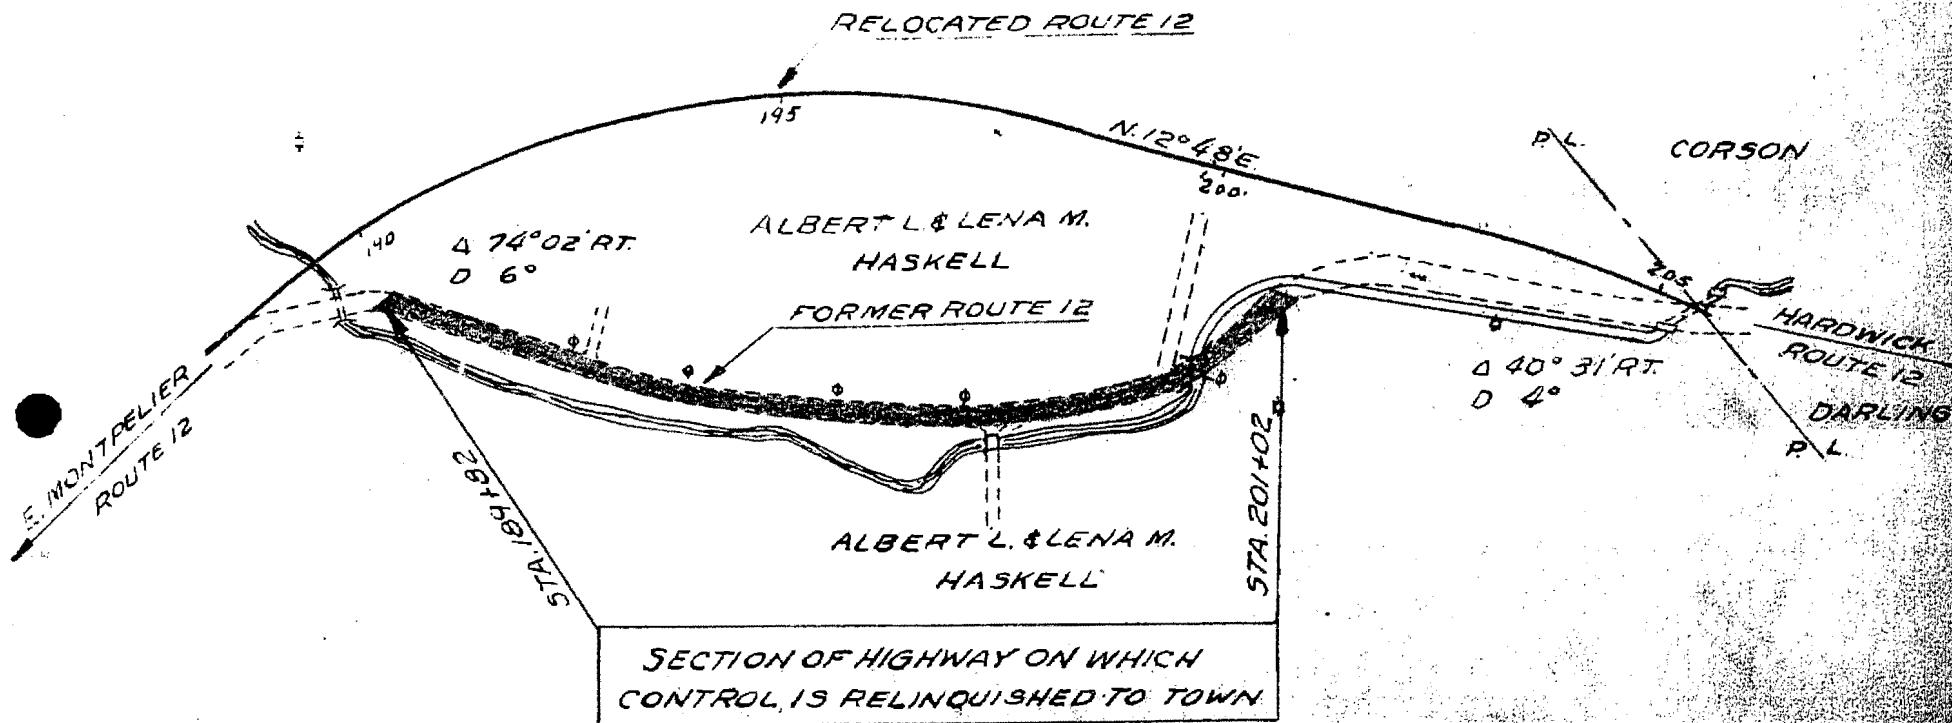 RELOCATED ROUTE 12
195
N. 12° 48' E.
200
P. L.
CORSON
190
Δ 74° 02' RT.
D 6°
ALBERT L. & LENA M.
HASKELL
FORMER ROUTE 12
205
HARDWICK
ROUTE 12
Δ 40° 31' RT.
D 4°
DARLING
P. L.
E. MONTPELIER
ROUTE 12
STA. 189+82
STA. 201+02
ALBERT L. & LENA M.
HASKELL
SECTION OF HIGHWAY ON WHICH
CONTROL IS RELINQUISHED TO TOWN